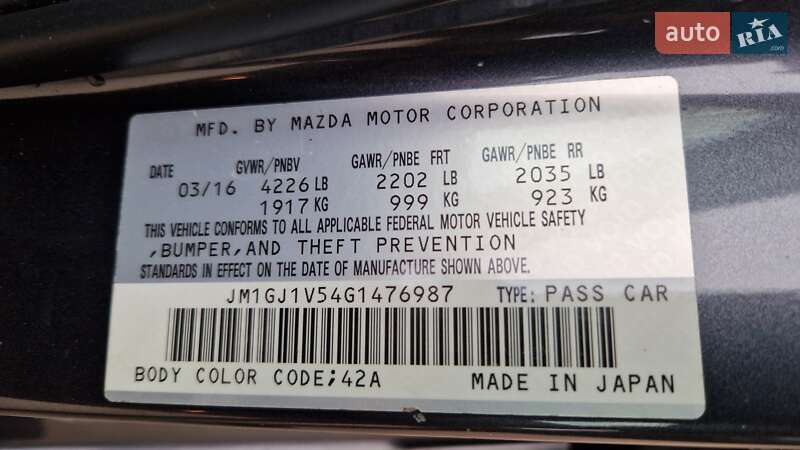 auto RIA.com
MFD. BY MAZDA MOTOR CORPORATION
DATE GVWR/PNBV GAWR/PNBE FRT GAWR/PNBE RR
03/16 4226 LB 2202 LB 2035 LB
1917 KG 999 KG 923 KG
THIS VEHICLE CONFORMS TO ALL APPLICABLE FEDERAL MOTOR VEHICLE SAFETY
,BUMPER,AND THEFT PREVENTION
STANDARDS IN EFFECT ON THE DATE OF MANUFACTURE SHOWN ABOVE.
JM1GJ1V54G1476987 TYPE: PASS CAR
BODY COLOR CODE;42A MADE IN JAPAN